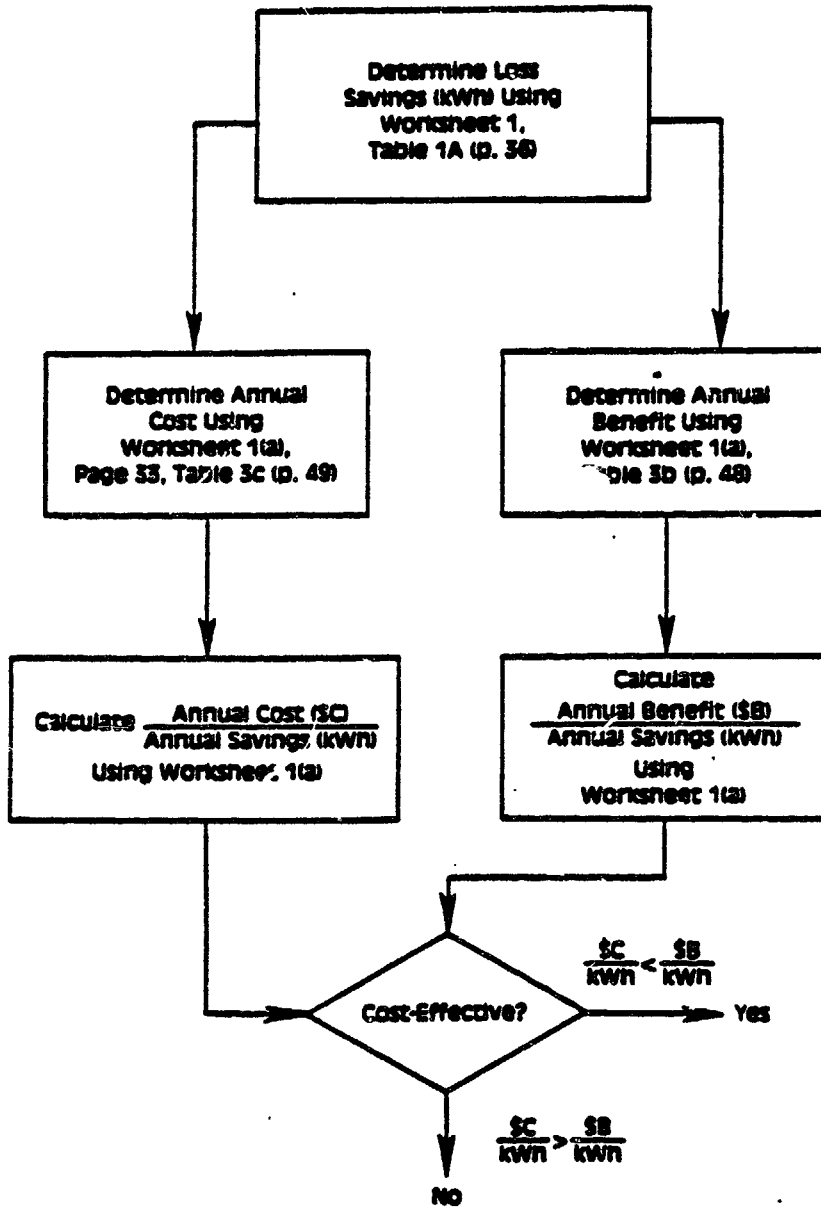 Determine Loss
Savings (kWh) Using
Worksheet 1,
Table 1A (p. 36)
Determine Annual
Cost Using
Worksheet 1(a),
Page 33, Table 3c (p. 49)
Determine Annual
Benefit Using
Worksheet 1(a),
Table 3b (p. 48)
Calculate Annual Cost ($C)
Annual Savings (kWh)
Using Worksheet 1(a)
Calculate
Annual Benefit ($B)
Annual Savings (kWh)
Using
Worksheet 1(a)
$C < $B
kWh kWh
Cost-Effective?
Yes
$C > $B
kWh kWh
No